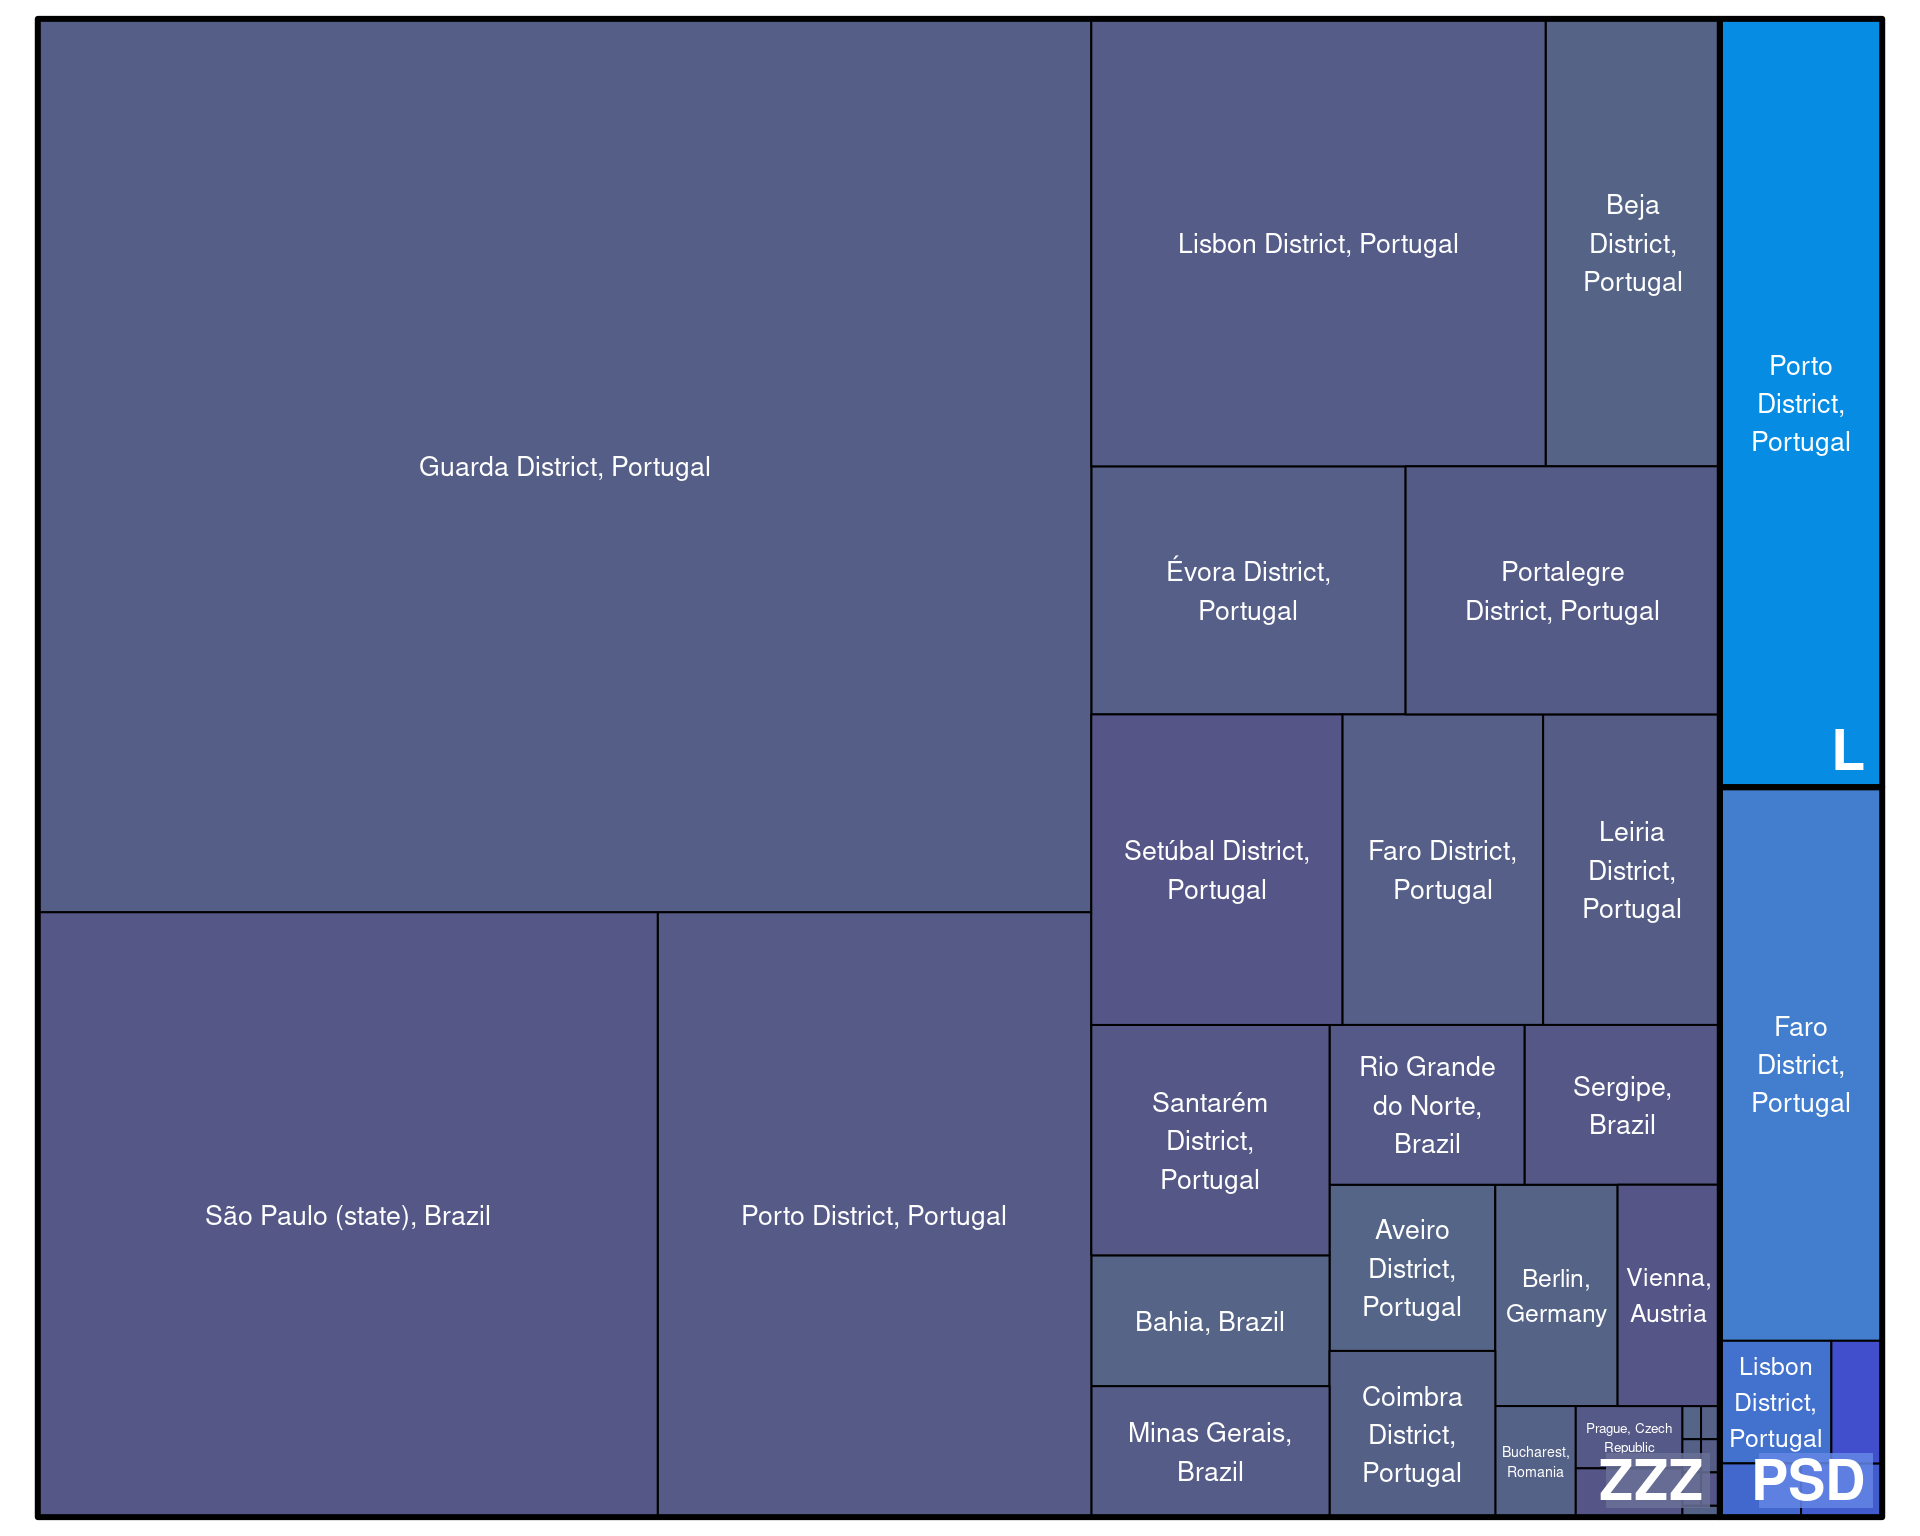 Guarda District, Portugal
Lisbon District, Portugal
Beja
District,
Portugal
Porto
District,
Portugal
L
Évora District,
Portugal
Portalegre
District, Portugal
Setúbal District,
Portugal
Faro District,
Portugal
Leiria
District,
Portugal
Faro
District,
Portugal
São Paulo (state), Brazil
Porto District, Portugal
Santarém
District,
Portugal
Rio Grande
do Norte,
Brazil
Sergipe,
Brazil
Bahia, Brazil
Aveiro
District,
Portugal
Berlin,
Germany
Vienna,
Austria
Minas Gerais,
Brazil
Coimbra
District,
Portugal
Bucharest,
Romania
Prague, Czech
Republic
ZZZ
Lisbon
District,
Portugal
PSD